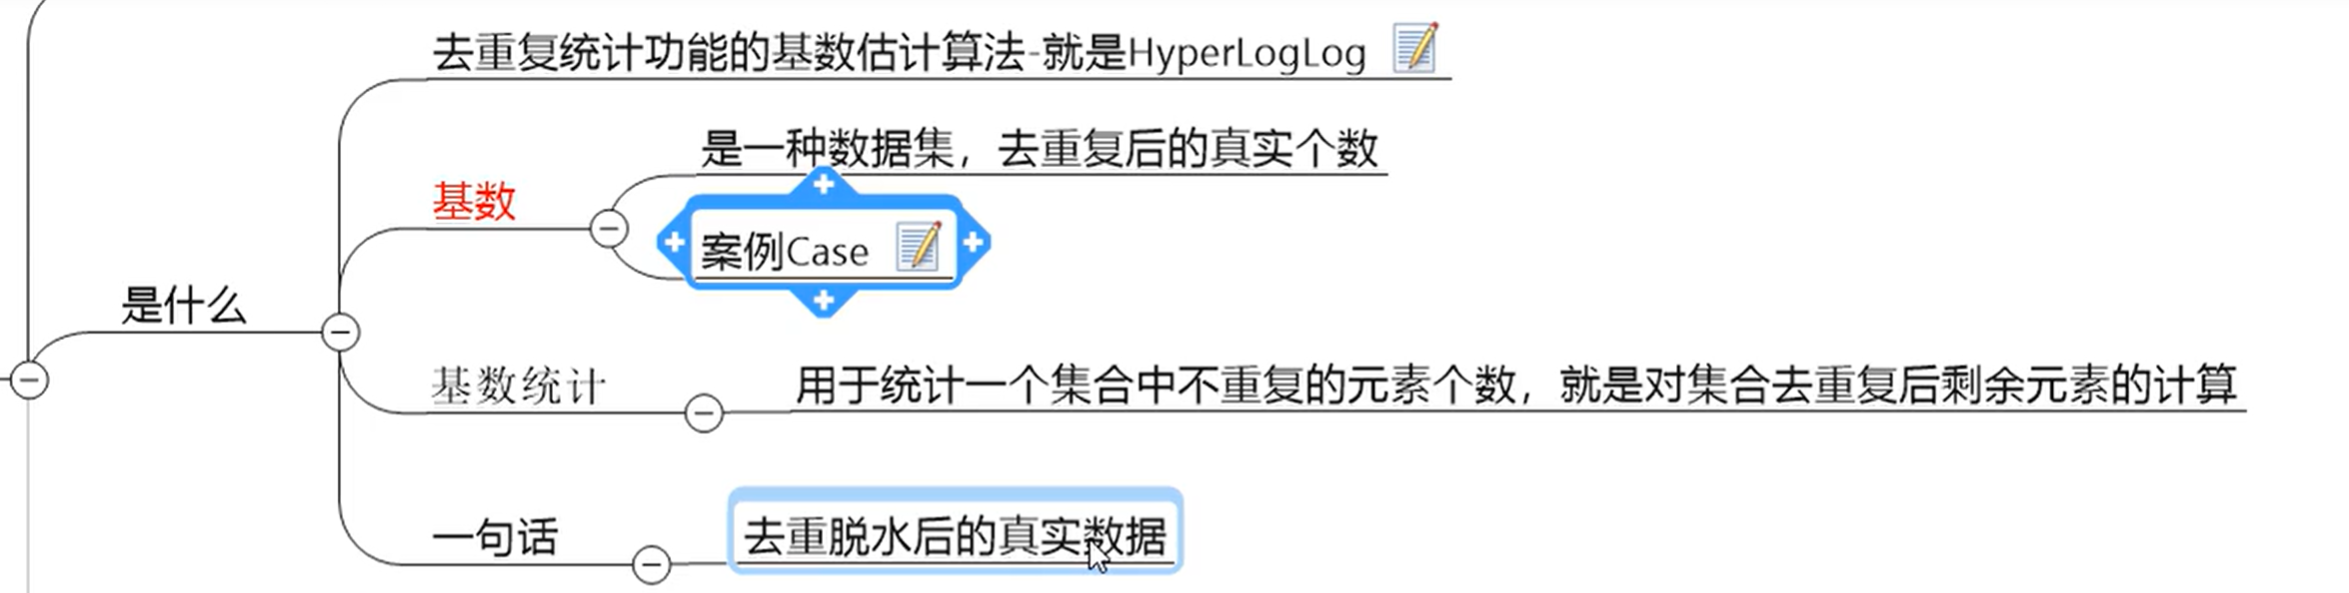 去重复统计功能的基数估计算法-就是HyperLogLog
是一种数据集，去重复后的真实个数
基数
案例Case
是什么
基数统计
用于统计一个集合中不重复的元素个数，就是对集合去重复后剩余元素的计算
一句话
去重脱水后的真实数据